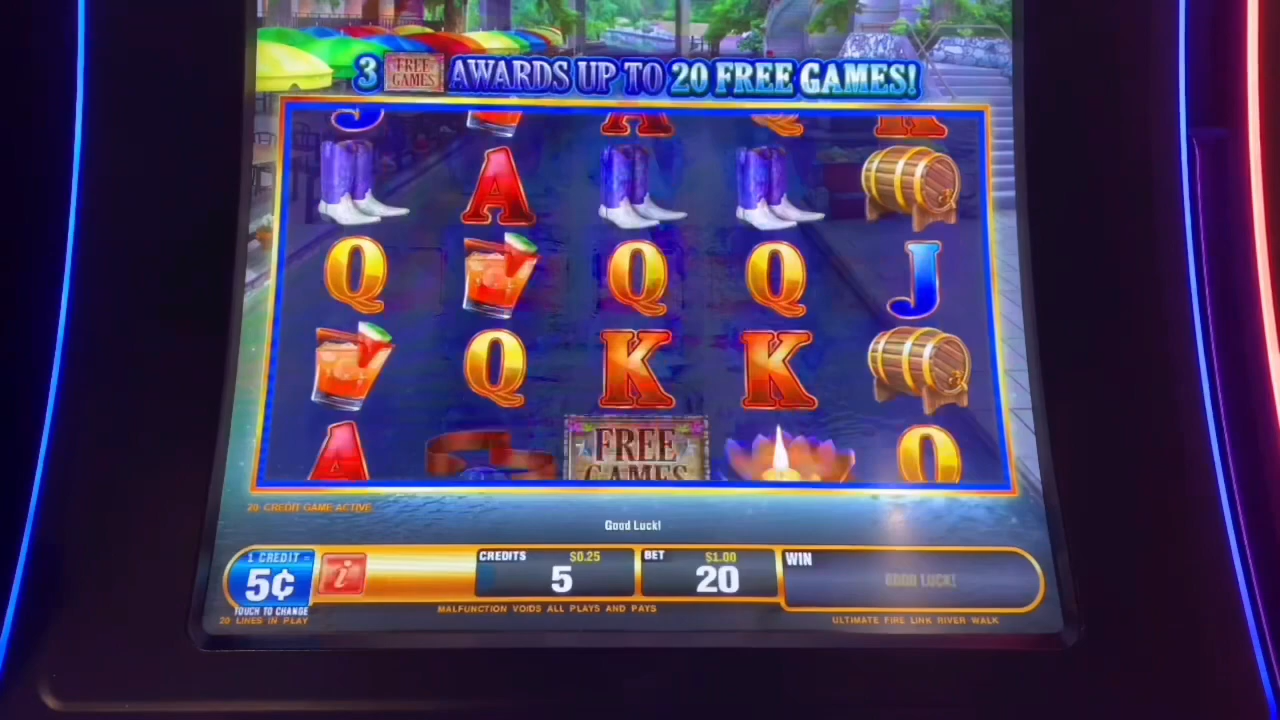 3 FREE GAMES AWARDS UP TO 20 FREE GAMES!
J A Q K
A
Q Q Q J
Q K K
A FREE GAMES Q
20 CREDIT GAME ACTIVE
Good Luck!
1 CREDIT = 5¢ TOUCH TO CHANGE
i
CREDITS $0.25 5
BET $1.00 20
WIN GOOD LUCK!
20 LINES IN PLAY
MALFUNCTION VOIDS ALL PLAYS AND PAYS
ULTIMATE FIRE LINK RIVER WALK